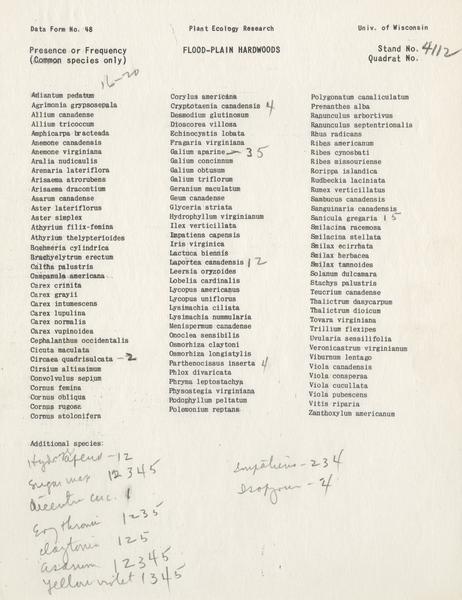 Data Form No. 48 Plant Ecology Research Univ. of Wisconsin
Presence or Frequency FLOOD-PLAIN HARDWOODS Stand No. 4112
(Common species only) Quadrat No.
16-20
Adiantum pedatum
Agrimonia grypsosepala
Allium canadense
Allium tricoccum
Amphicarpa bracteada
Anemone canadensis
Anemone virginiana
Aralia nudicaulis
Arenaria lateriflora
Arisaema atrorubens
Arisaema dracontium
Asarum canadense
Aster lateriflorus
Aster simplex
Athyrium filix-femina
Athyrium thelypterioides
Boehmeria cylindrica
Brachelytrum erectum
Caltha palustris
Campanula americana
Carex crinita
Carex grayii
Carex intumescens
Carex lupulina
Carex normalis
Carex vupinoidea
Cephalanthus occidentalis
Cicuta maculata
Circaea quadrisulcata -2
Cirsium altissimum
Convolvulus sepium
Cornus femina
Cornus obliqua
Cornus rugosa
Cornus stolonifera
Corylus americana
Cryptotaenia canadensis 4
Desmodium glutinosum
Dioscorea villosa
Echinocystis lobata
Fragaria virginiana
Galium aparine - 35
Galium concinnum
Galium obtusum
Galium triflorum
Geranium maculatum
Geum canadense
Glyceria striata
Hydrophyllum virginianum
Ilex verticillata
Impatiens capensis
Iris virginica
Lactuca biennis
Laportea canadensis 12
Leersia oryzoides
Lobelia cardinalis
Lycopus americanus
Lycopus uniflorus
Lysimachia ciliata
Lysimachia nummularia
Menispermum canadense
Onoclea sensibilis
Osmorhiza claytoni
Osmorhiza longistylis
Parthenocissus inserta 4
Phlox divaricata
Phryma leptostachya
Physostegia virginiana
Podophyllum peltatum
Polemonium reptans
Polygonatum canaliculatum
Prenanthes alba
Ranunculus arbortivus
Ranunculus septentrionalis
Rhus radicans
Ribes americanum
Ribes cynosbati
Ribes missouriense
Rorippa islandica
Rudbeckia laciniata
Rumex verticillatus
Sambucus canadensis
Sanguinaria canadensis
Sanicula gregaria 15
Smilacina racemosa
Smilacina stellata
Smilax ecirrhata
Smilax herbacea
Smilax tamnoides
Solanum dulcamara
Stachys palustris
Teucrium canadense
Thalictrum dasycarpum
Thalictrum dioicum
Tovara virginiana
Trillium flexipes
Uvularia sensilifolia
Veronicastrum virginianum
Viburnum lentago
Viola canadensis
Viola conspersa
Viola cucullata
Viola pubescens
Vitis riparia
Zanthoxylum americanum
Additional species:
-12
Sugar map 12345
Dicentra cuc. 1
Erythroni 1235
Claytonia 125
Asarum 12345
Yellow violet 1345
Impatiens - 234
Isopyrum - 4